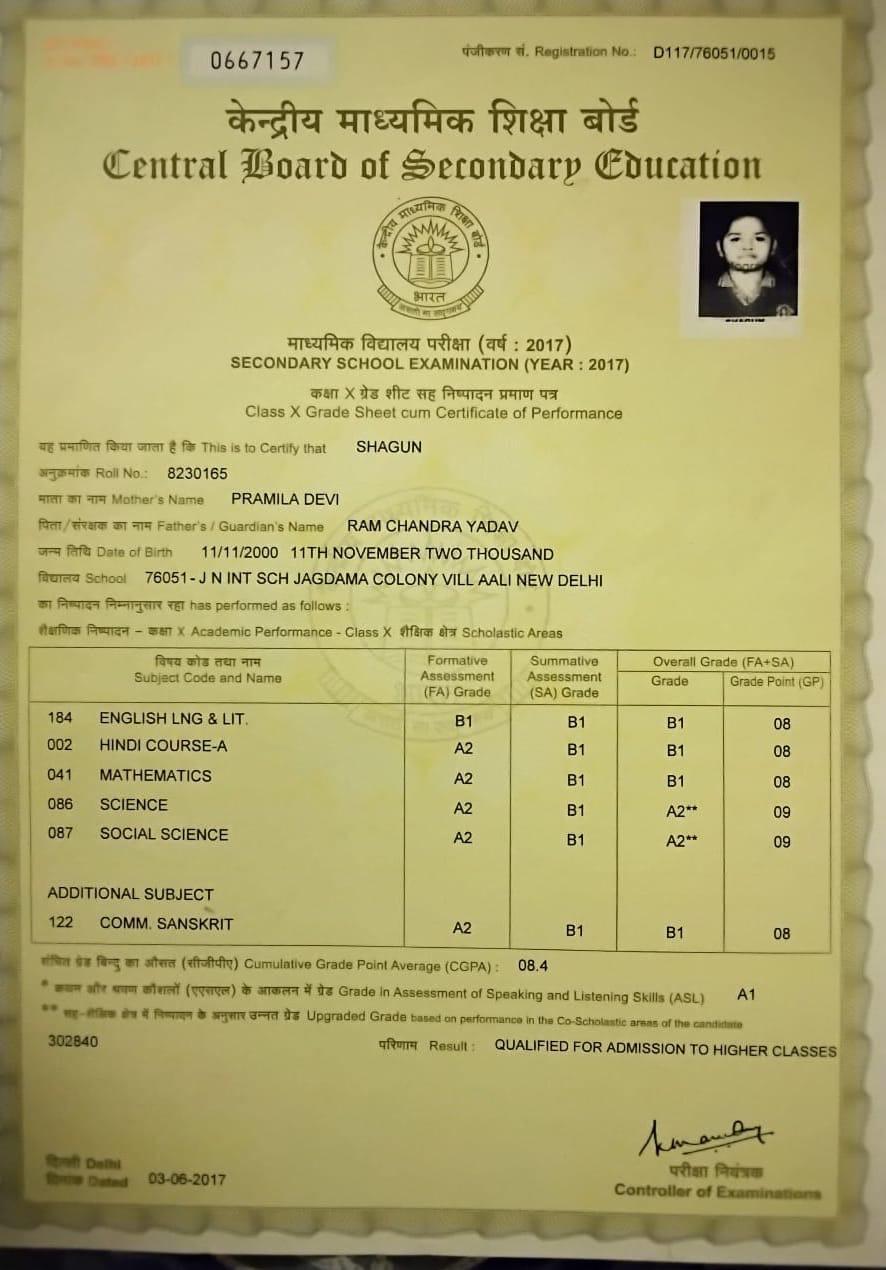 0667157
पंजीकरण सं. Registration No.: D117/76051/0015
केन्द्रीय माध्यमिक शिक्षा बोर्ड
Central Board of Secondary Education
केन्द्रीय माध्यमिक शिक्षा बोर्ड
भारत
माध्यमिक विद्यालय परीक्षा (वर्ष : 2017)
SECONDARY SCHOOL EXAMINATION (YEAR : 2017)
कक्षा X ग्रेड शीट सह निष्पादन प्रमाण पत्र
Class X Grade Sheet cum Certificate of Performance
यह प्रमाणित किया जाता है कि This is to Certify that SHAGUN
अनुक्रमांक Roll No.: 8230165
माता का नाम Mother's Name PRAMILA DEVI
पिता/संरक्षक का नाम Father's / Guardian's Name RAM CHANDRA YADAV
जन्म तिथि Date of Birth 11/11/2000 11TH NOVEMBER TWO THOUSAND
विद्यालय School 76051-J N INT SCH JAGDAMA COLONY VILL AALI NEW DELHI
का निष्पादन निम्नानुसार रहा has performed as follows :
शैक्षणिक निष्पादन – कक्षा X Academic Performance - Class X शैक्षिक क्षेत्र Scholastic Areas
विषय कोड तथा नाम Subject Code and Name Formative Assessment (FA) Grade Summative Assessment (SA) Grade Overall Grade (FA+SA) Grade Grade Point (GP)
184 ENGLISH LNG & LIT. B1 B1 B1 08
002 HINDI COURSE-A A2 B1 B1 08
041 MATHEMATICS A2 B1 B1 08
086 SCIENCE A2 B1 A2** 09
087 SOCIAL SCIENCE A2 B1 A2** 09
ADDITIONAL SUBJECT
122 COMM. SANSKRIT A2 B1 B1 08
संचित ग्रेड बिन्दु का औसत (सीजीपीए) Cumulative Grade Point Average (CGPA) : 08.4
* कथन और श्रवण कौशलों (एएसएल) के आकलन में ग्रेड Grade in Assessment of Speaking and Listening Skills (ASL) A1
** सह-शैक्षिक क्षेत्र में निष्पादन के अनुसार उन्नत ग्रेड Upgraded Grade based on performance in the Co-Scholastic areas of the candidate
302840
परिणाम Result : QUALIFIED FOR ADMISSION TO HIGHER CLASSES
दिल्ली Delhi
दिनांक Dated 03-06-2017
परीक्षा नियंत्रक
Controller of Examinations